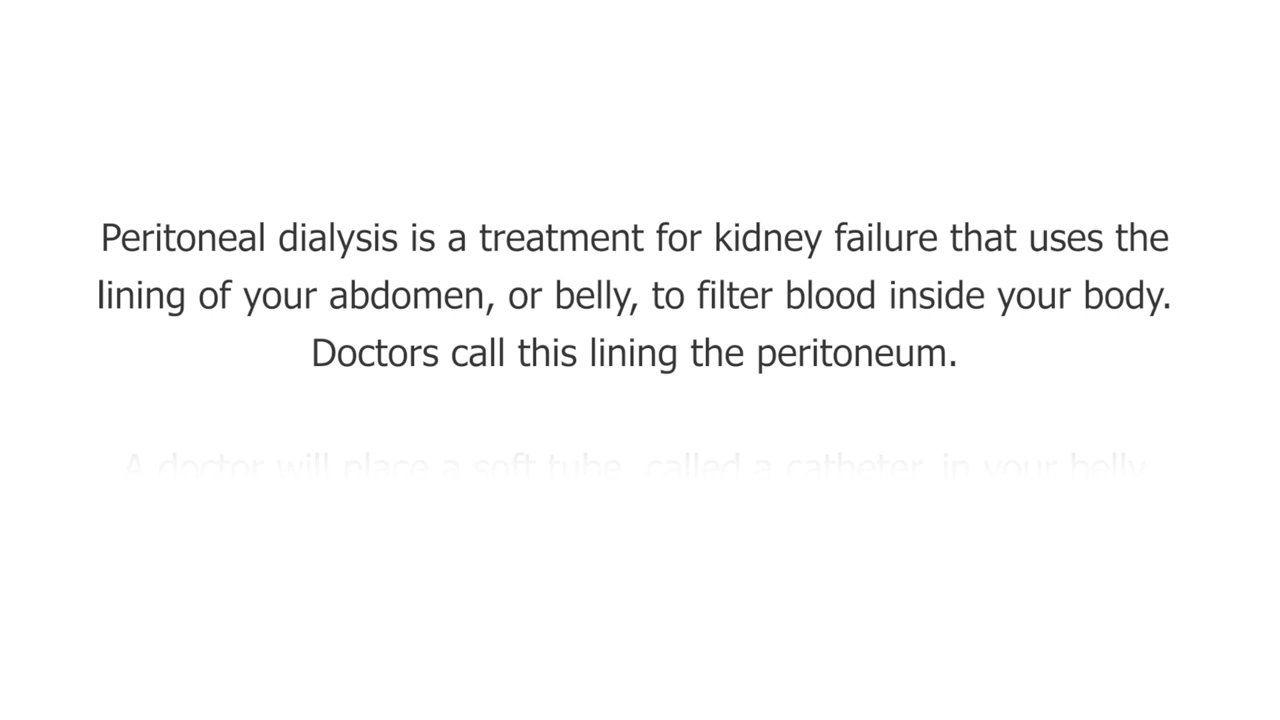 Peritoneal dialysis is a treatment for kidney failure that uses the
lining of your abdomen, or belly, to filter blood inside your body.
Doctors call this lining the peritoneum.
A doctor will place a soft tube, called a catheter, in your belly